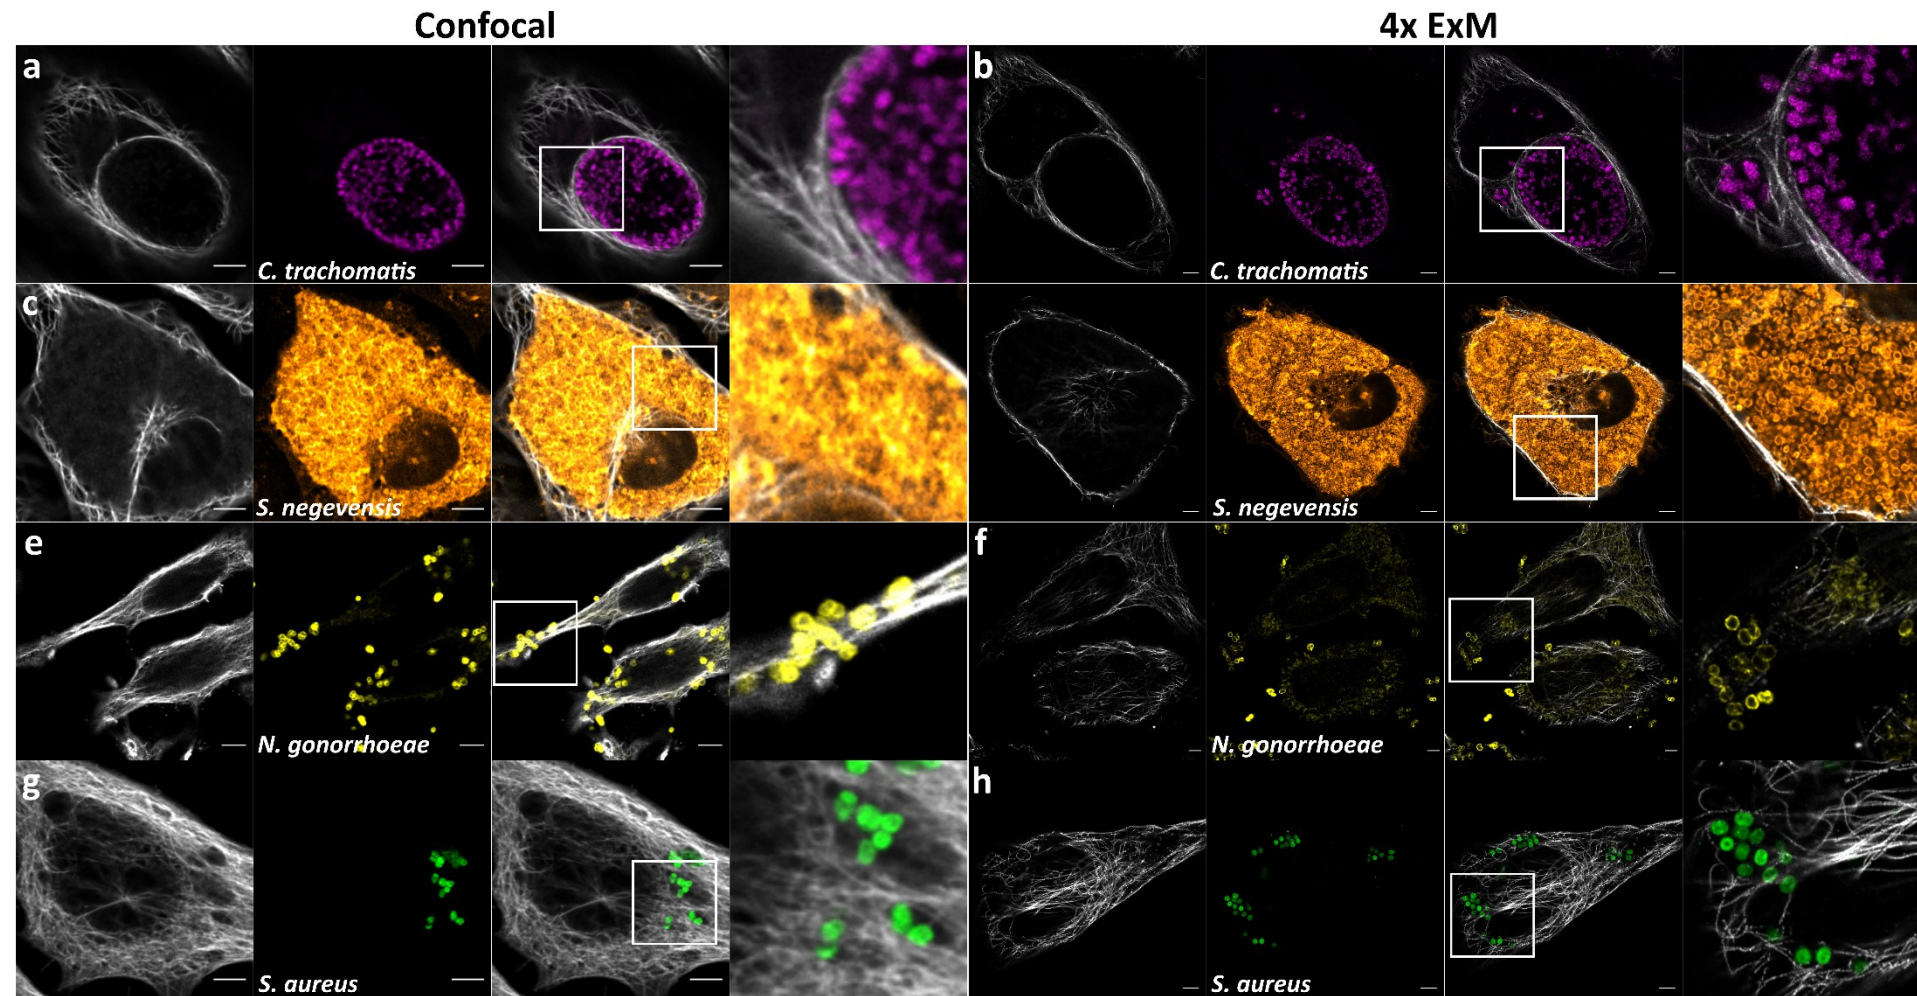 Confocal 4x ExM
a b
C. trachomatis C. trachomatis
c
S. negevensis S. negevensis
e f
N. gonorrhoeae N. gonorrhoeae
g h
S. aureus S. aureus